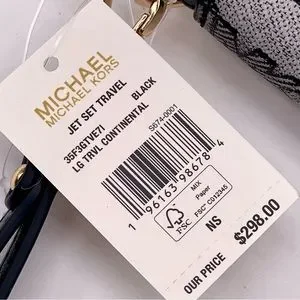 MICHAEL
MICHAEL KORS
JET SET TRAVEL
35F3GTVE7I BLACK
LG TRVL CONTINENTAL
S674-0001
1 96163 98678 4
FSC
MIX
Paper
FSC™ C012345
NS
OUR PRICE $298.00